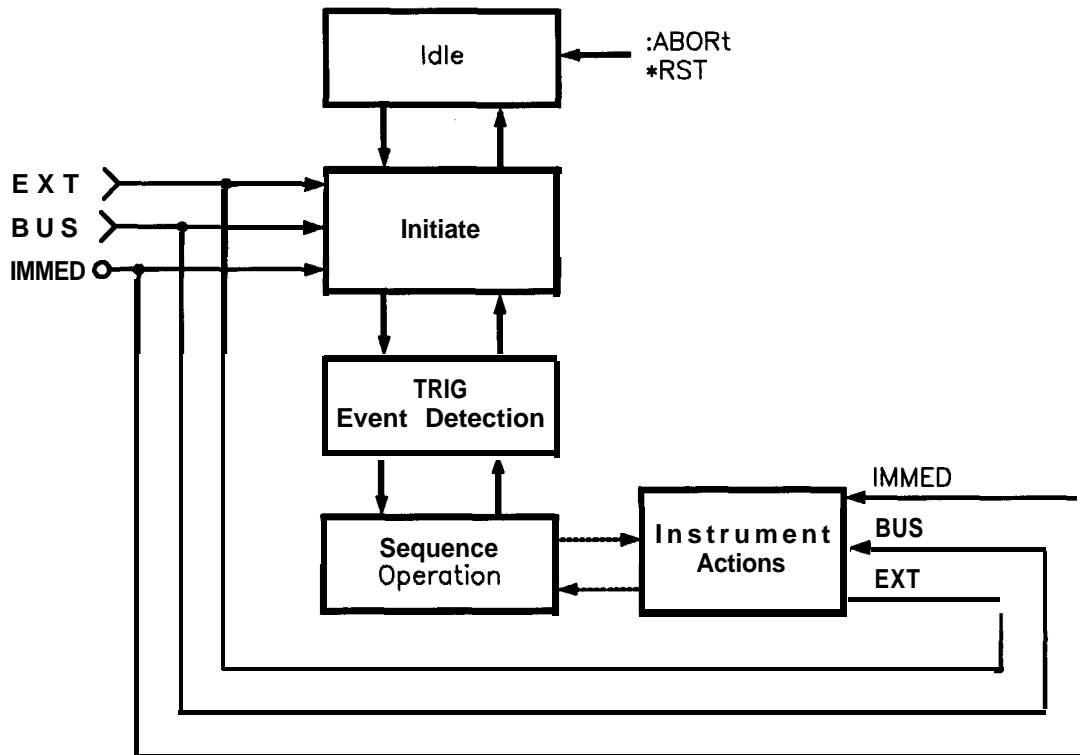 Idle
:ABORt
*RST
EXT
BUS
IMMED
Initiate
TRIG
Event Detection
Sequence
Operation
Instrument
Actions
IMMED
BUS
EXT